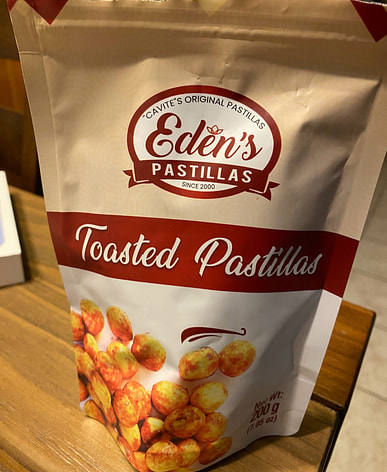 "CAVITE'S ORIGINAL PASTILLAS
Eden's
PASTILLAS
SINCE 2000
Toasted Pastillas
Net Wt:
200 g
(7.05 oz)